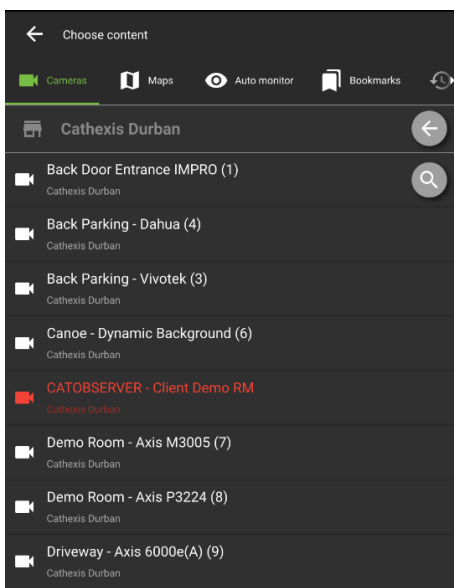 Choose content
Cameras Maps Auto monitor Bookmarks
Cathexis Durban
Back Door Entrance IMPRO (1)
Cathexis Durban
Back Parking - Dahua (4)
Cathexis Durban
Back Parking - Vivotek (3)
Cathexis Durban
Canoe - Dynamic Background (6)
Cathexis Durban
CATOBSERVER - Client Demo RM
Cathexis Durban
Demo Room - Axis M3005 (7)
Cathexis Durban
Demo Room - Axis P3224 (8)
Cathexis Durban
Driveway - Axis 6000e(A) (9)
Cathexis Durban